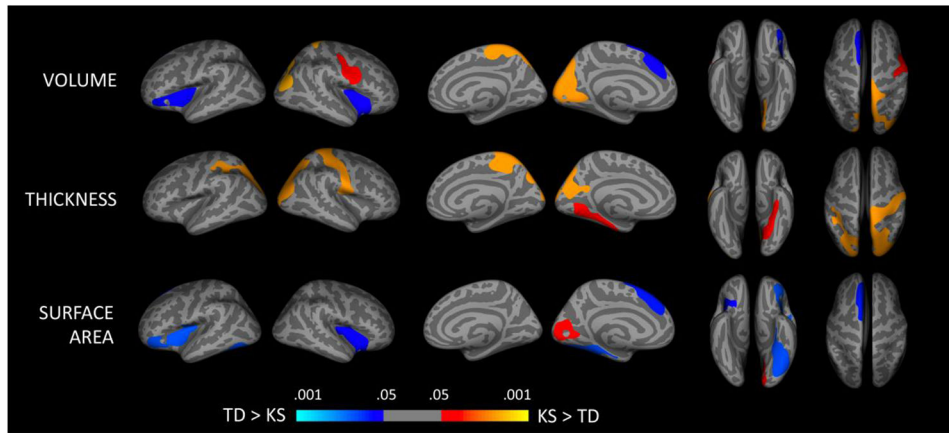 VOLUME
THICKNESS
SURFACE
AREA
.001 .05 .05 .001
TD > KS KS > TD